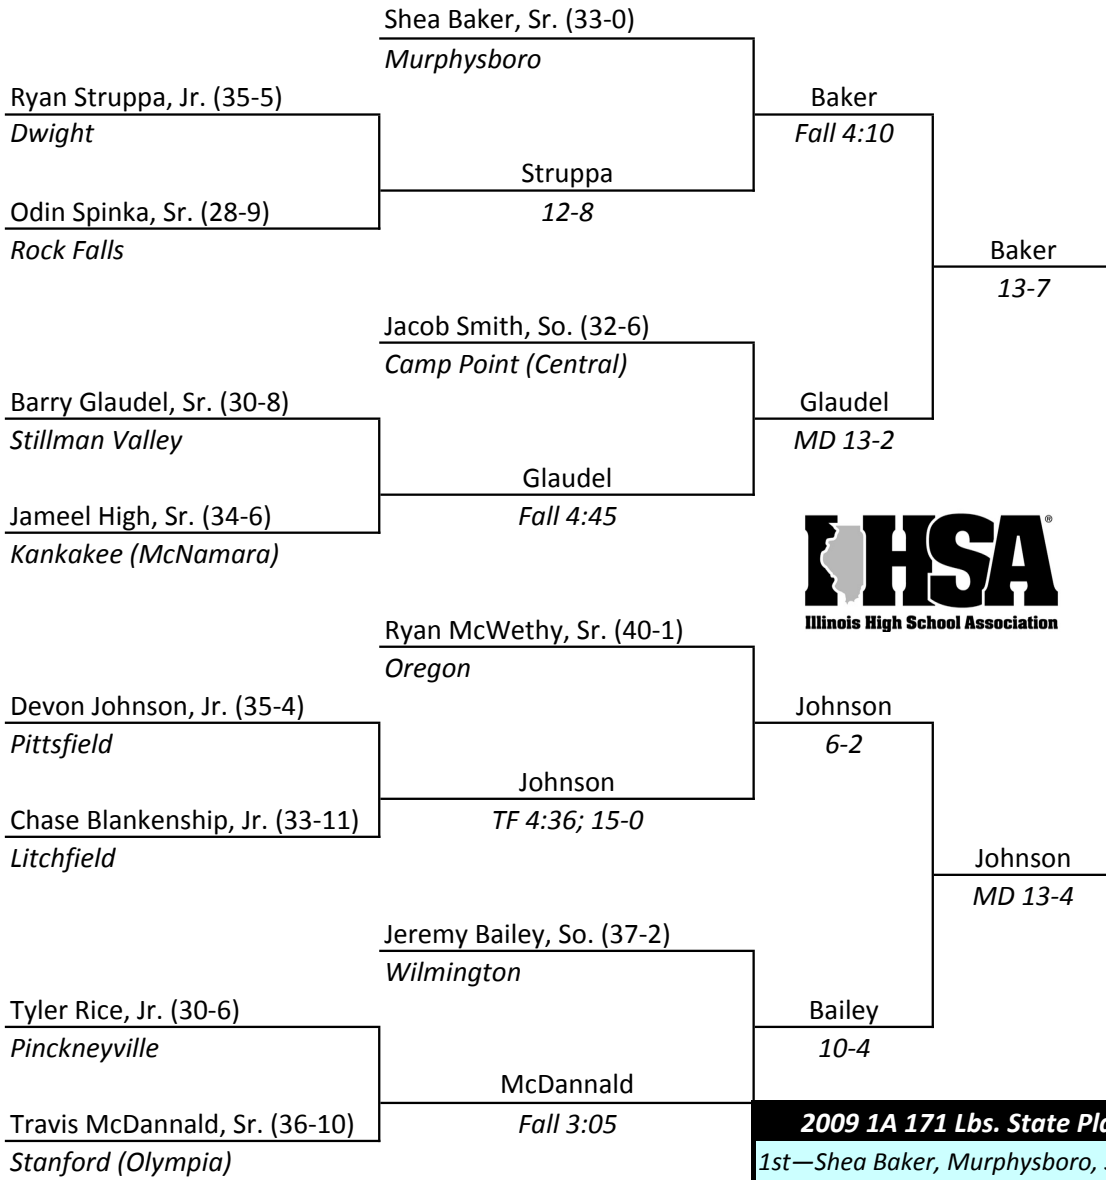 Shea Baker, Sr. (33-0)
Murphysboro
Ryan Struppa, Jr. (35-5)
Dwight
Baker
Fall 4:10
Struppa
12-8
Odin Spinka, Sr. (28-9)
Rock Falls
Baker
13-7
Jacob Smith, So. (32-6)
Camp Point (Central)
Barry Glaudel, Sr. (30-8)
Stillman Valley
Glaudel
MD 13-2
Glaudel
Fall 4:45
Jameel High, Sr. (34-6)
Kankakee (McNamara)
IHSA®
Illinois High School Association
Ryan McWethy, Sr. (40-1)
Oregon
Devon Johnson, Jr. (35-4)
Pittsfield
Johnson
6-2
Johnson
TF 4:36; 15-0
Chase Blankenship, Jr. (33-11)
Litchfield
Johnson
MD 13-4
Jeremy Bailey, So. (37-2)
Wilmington
Tyler Rice, Jr. (30-6)
Pinckneyville
Bailey
10-4
McDannald
Fall 3:05
Travis McDannald, Sr. (36-10)
Stanford (Olympia)
2009 1A 171 Lbs. State Pla
1st—Shea Baker, Murphysboro,